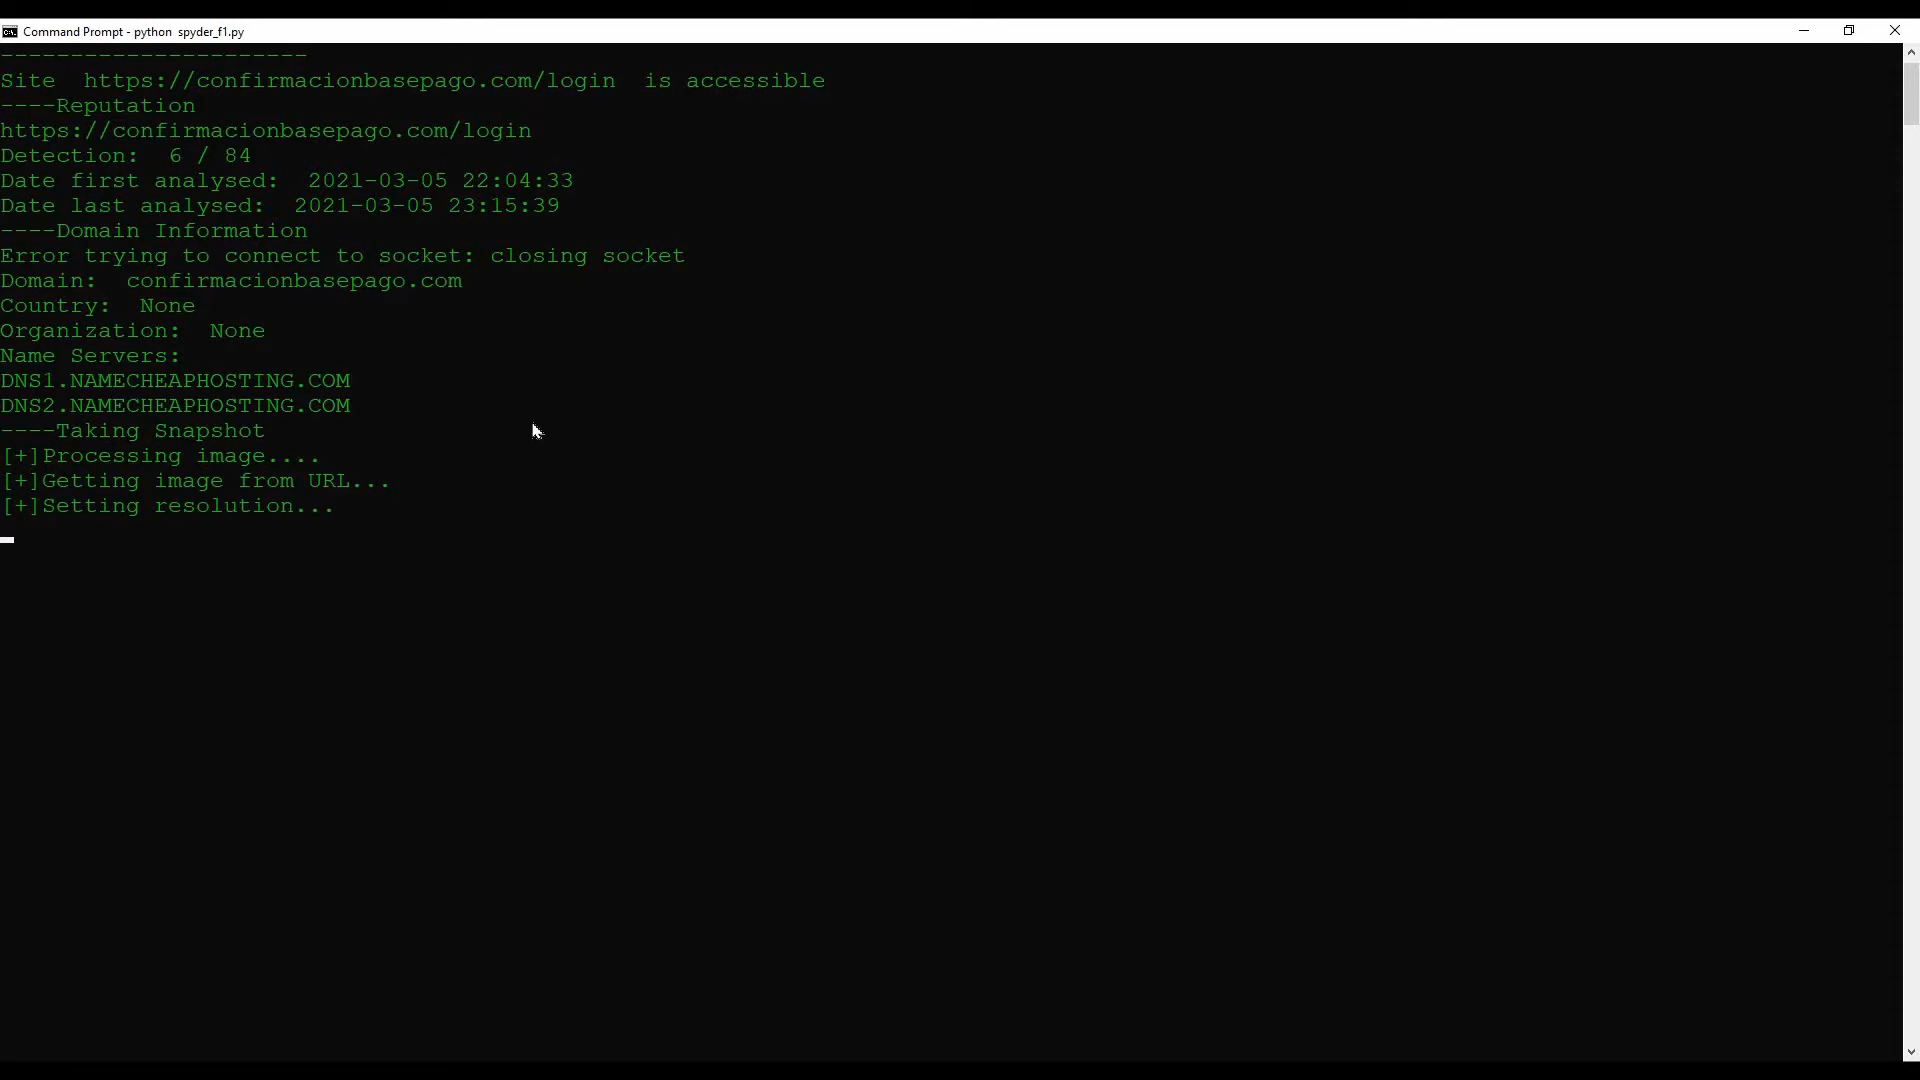 Command Prompt - python  spyder_f1.py
----------------------
Site  https://confirmacionbasepago.com/login  is accessible
----Reputation
https://confirmacionbasepago.com/login
Detection:  6 / 84
Date first analysed:  2021-03-05 22:04:33
Date last analysed:  2021-03-05 23:15:39
----Domain Information
Error trying to connect to socket: closing socket
Domain:  confirmacionbasepago.com
Country:  None
Organization:  None
Name Servers:
DNS1.NAMECHEAPHOSTING.COM
DNS2.NAMECHEAPHOSTING.COM
----Taking Snapshot
[+]Processing image....
[+]Getting image from URL...
[+]Setting resolution...